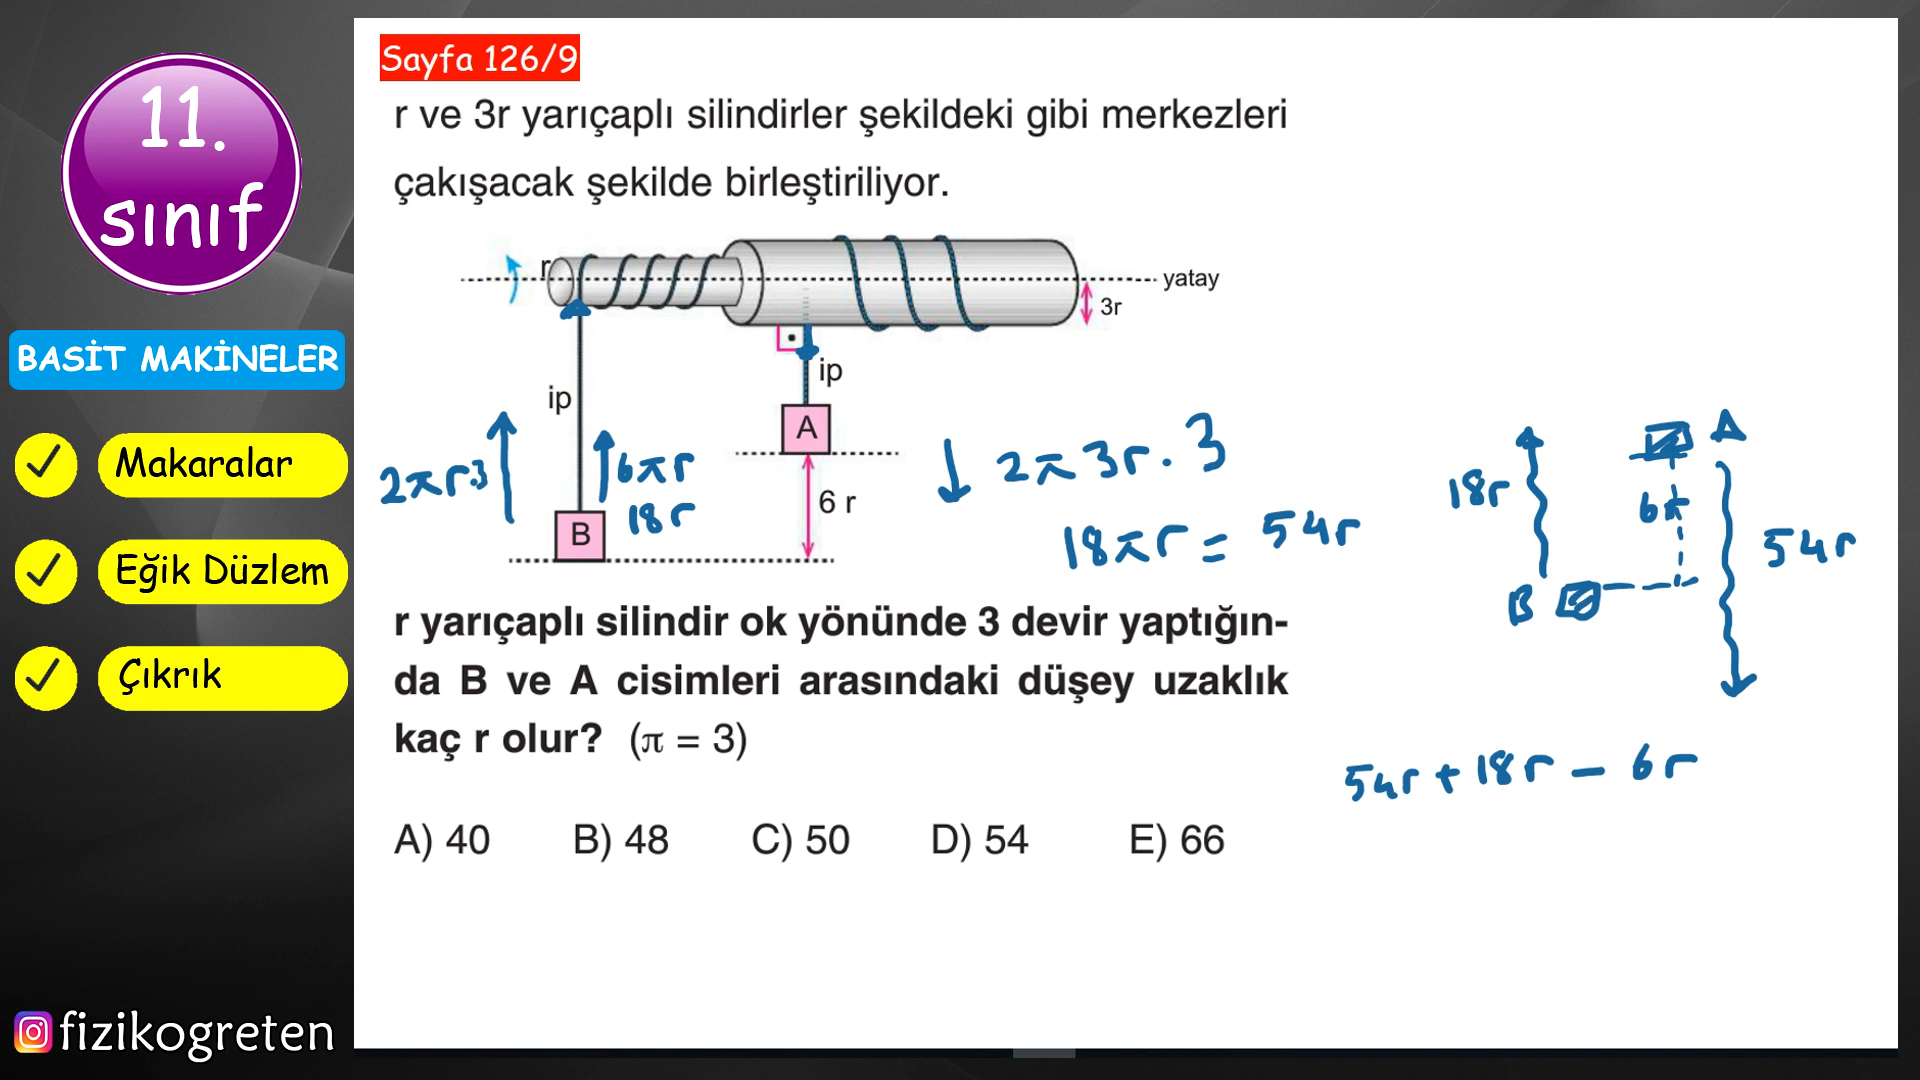 11.
sınıf
BASİT MAKİNELER
Makaralar
Eğik Düzlem
Çıkrık
fizikogreten
Sayfa 126/9
r ve 3r yarıçaplı silindirler şekildeki gibi merkezleri
çakışacak şekilde birleştiriliyor.
r
yatay
3r
ip
ip
A
6 r
B
2πr.3
6πr
18r
2π3r.3
18πr = 54r
A
18r
6r
54r
B
r yarıçaplı silindir ok yönünde 3 devir yaptığın-
da B ve A cisimleri arasındaki düşey uzaklık
kaç r olur? (π = 3)
54r + 18r - 6r
A) 40 B) 48 C) 50 D) 54 E) 66